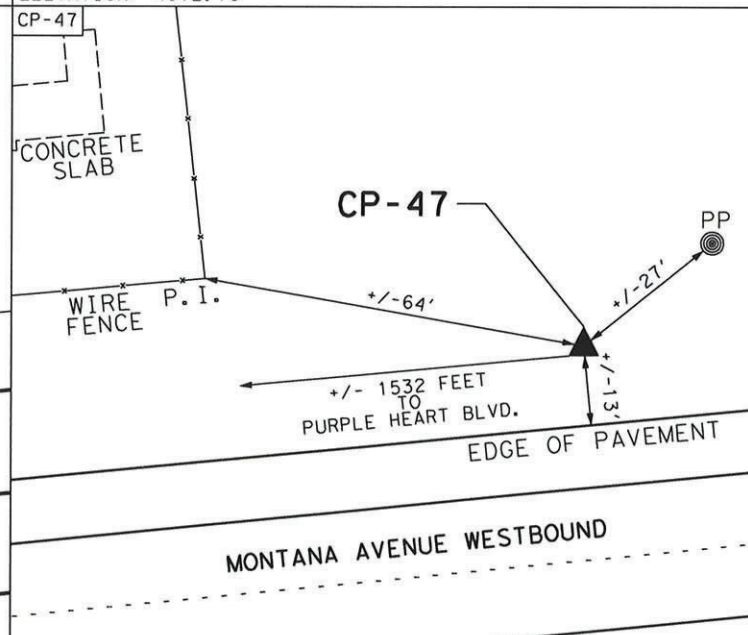 CP-47
CONCRETE
SLAB
CP-47
PP
+/-27'
WIRE
FENCE
P.I.
+/-64'
+/-13'
+/- 1532 FEET
TO
PURPLE HEART BLVD.
EDGE OF PAVEMENT
MONTANA AVENUE WESTBOUND